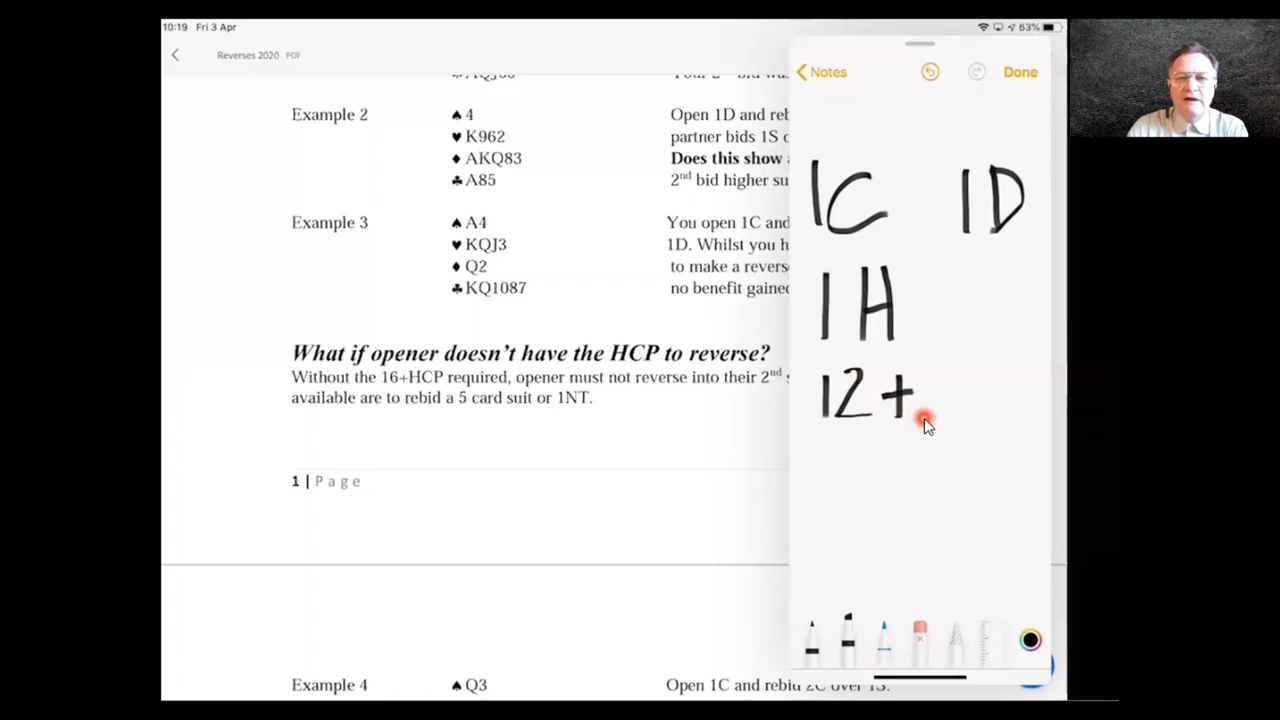 10:19 Fri 3 Apr
63%
Reverses 2020 PDF
Notes
Done
Example 2
♠ 4
♥ K962
♦ AKQ83
♣ A85
Open 1D and reb
partner bids 1S o
Does this show a
2nd bid higher su
Example 3
♠ A4
♥ KQJ3
♦ Q2
♣ KQ1087
You open 1C and
1D. Whilst you h
to make a reverse
no benefit gained
What if opener doesn't have the HCP to reverse?
Without the 16+HCP required, opener must not reverse into their 2nd s
available are to rebid a 5 card suit or 1NT.
1 | Page
Example 4
♠ Q3
Open 1C and rebid 2C over 1S.
1C 1D
1H
12+